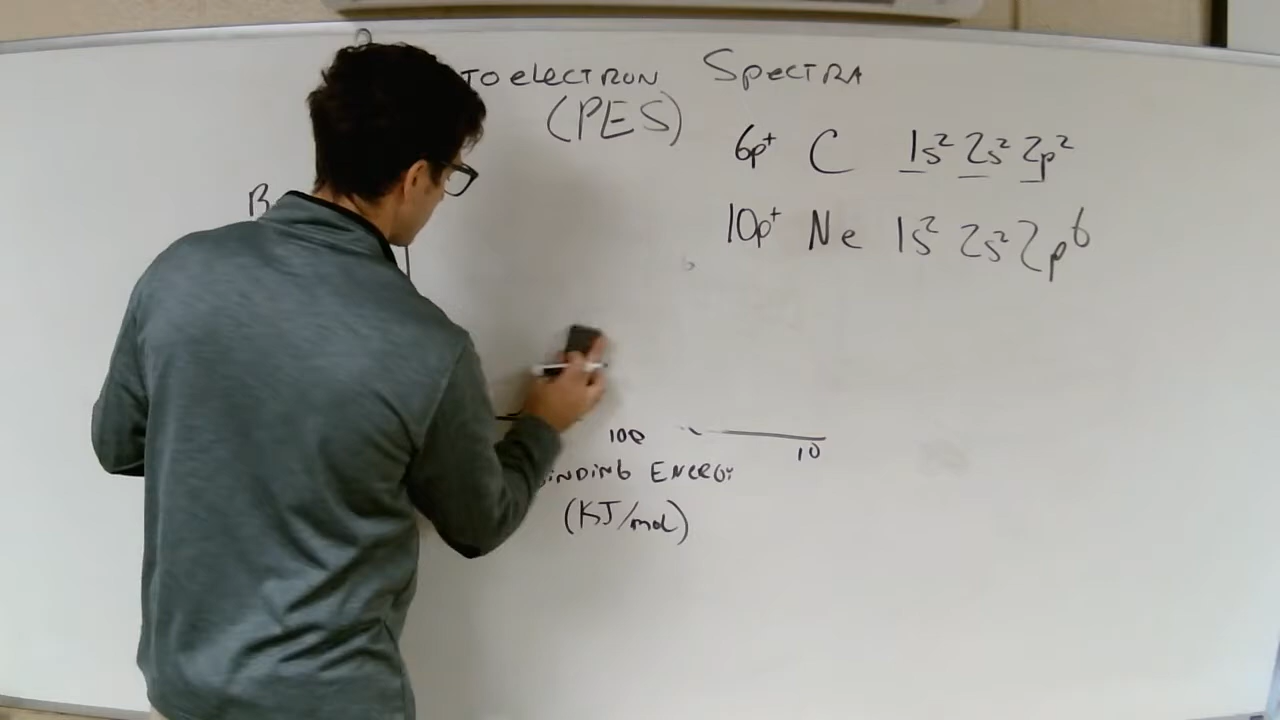 TOELECTRON SPECTRA
(PES)
6p⁺ C 1s² 2s² 2p²
10p⁺ Ne 1s² 2s² 2p⁶
100 10
INDING ENERGY
(KJ/mol)